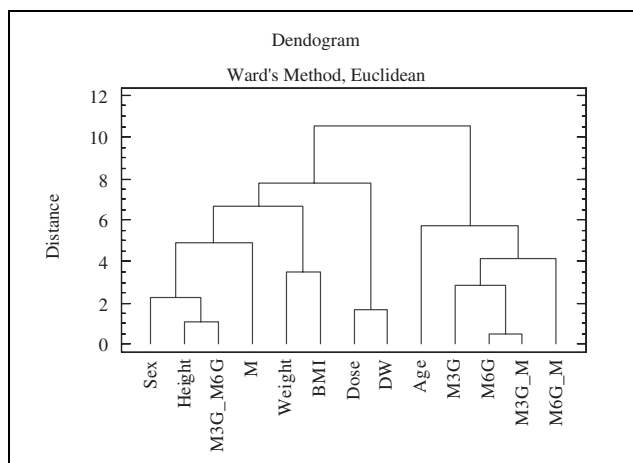 Dendogram
Ward's Method, Euclidean
12
10
8
6
4
2
0
Distance
Sex
Height
M3G_M6G
M
Weight
BMI
Dose
DW
Age
M3G
M6G
M3G_M
M6G_M